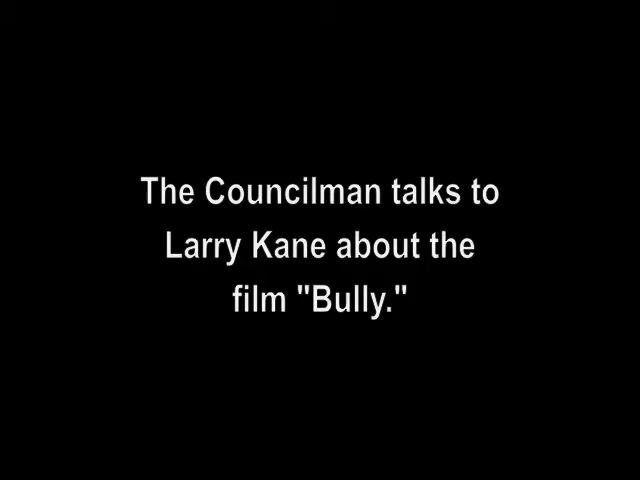 The Councilman talks to
Larry Kane about the
film "Bully."